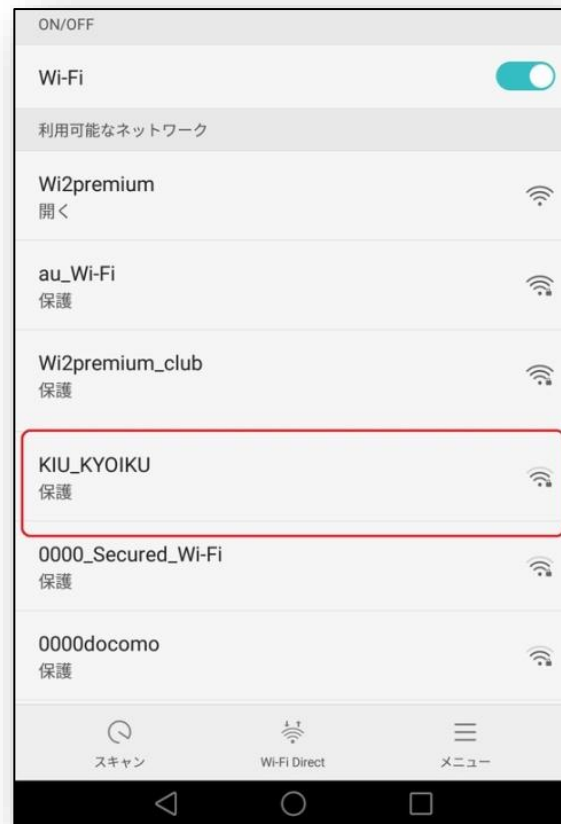 ON/OFF
Wi-Fi
利用可能なネットワーク
Wi2premium
開く
au_Wi-Fi
保護
Wi2premium_club
保護
KIU_KYOIKU
保護
0000_Secured_Wi-Fi
保護
0000docomo
保護
スキャン
Wi-Fi Direct
メニュー